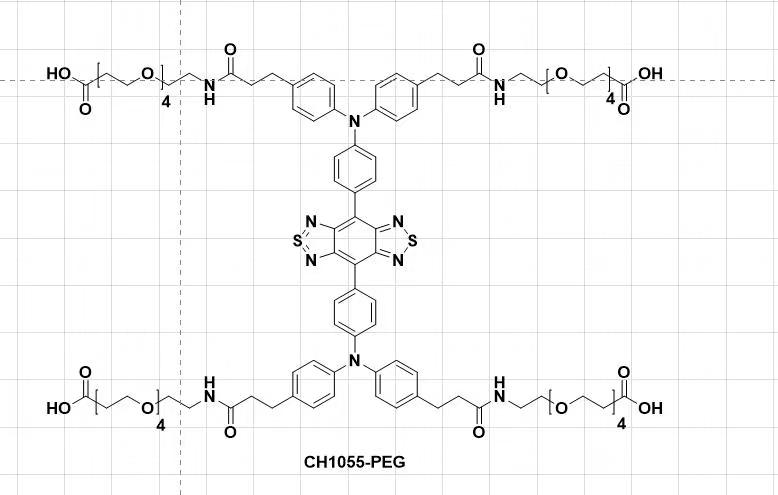 O O
HO O N H O 4 O N H O 4 OH O
N
N N
S S
N N
N
O H H O
HO O 4 N O O N O 4 OH
CH1055-PEG